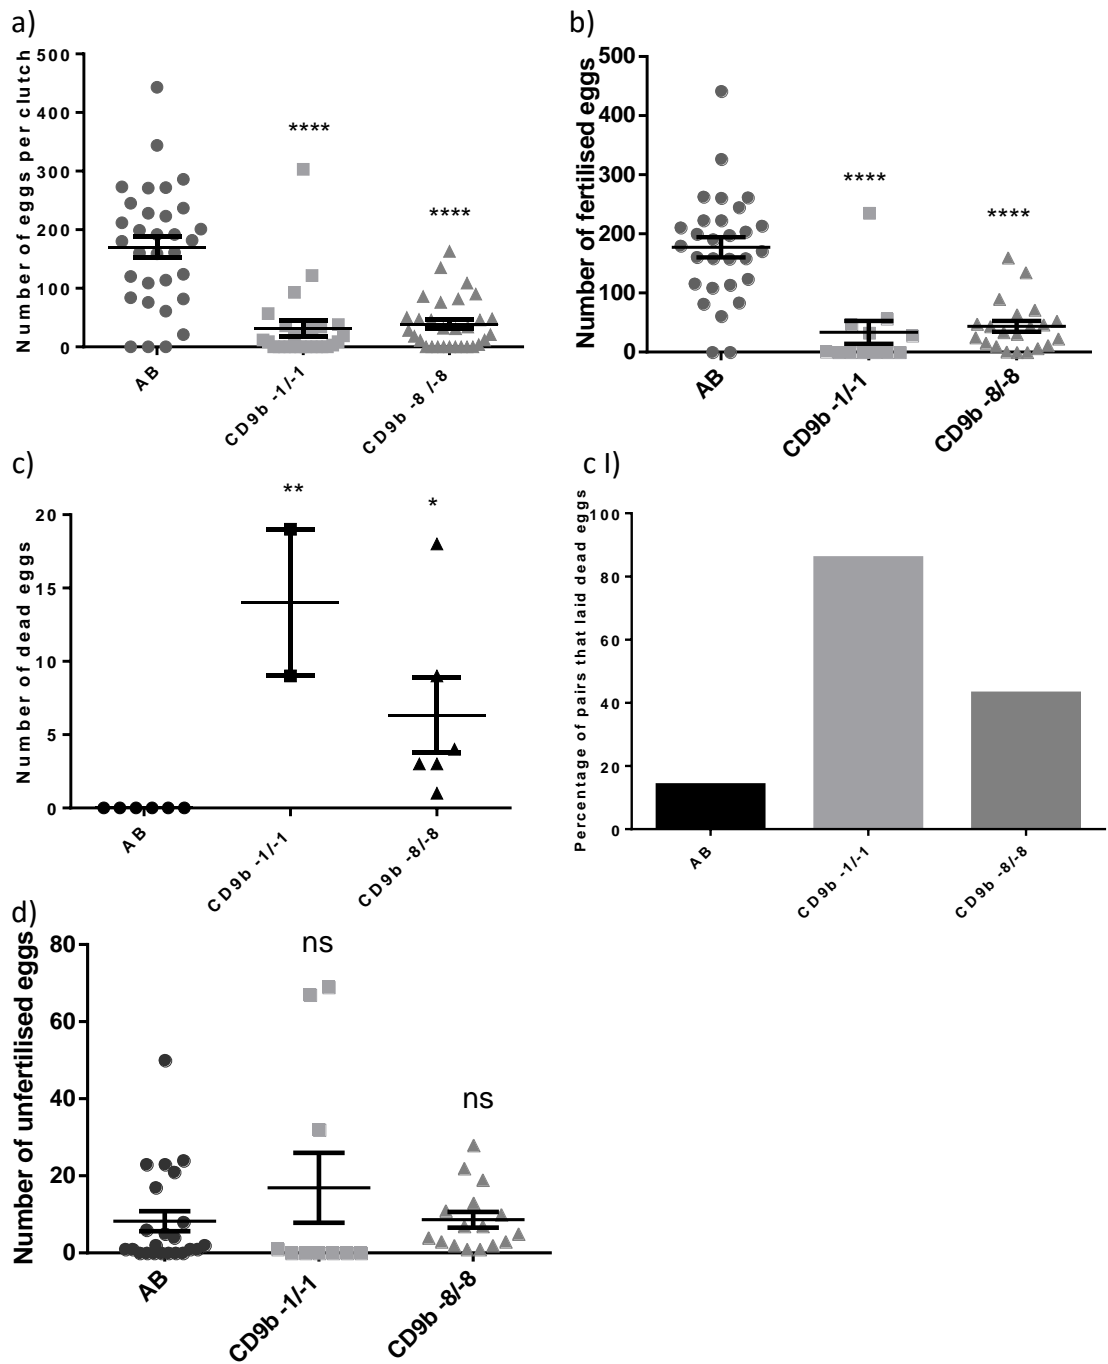 a)
Number of eggs per clutch
500
400
300
200
100
0
****
****
AB
CD9b -1/-1
CD9b -8/-8
b)
Number of fertilised eggs
500
400
300
200
100
0
****
****
AB
CD9b -1/-1
CD9b -8/-8
c)
Number of dead eggs
20
15
10
5
0
**
*
AB
CD9b -1/-1
CD9b -8/-8
c I)
Percentage of pairs that laid dead eggs
100
80
60
40
20
0
AB
CD9b -1/-1
CD9b -8/-8
d)
Number of unfertilised eggs
80
60
40
20
0
ns
ns
AB
CD9b -1/-1
CD9b -8/-8